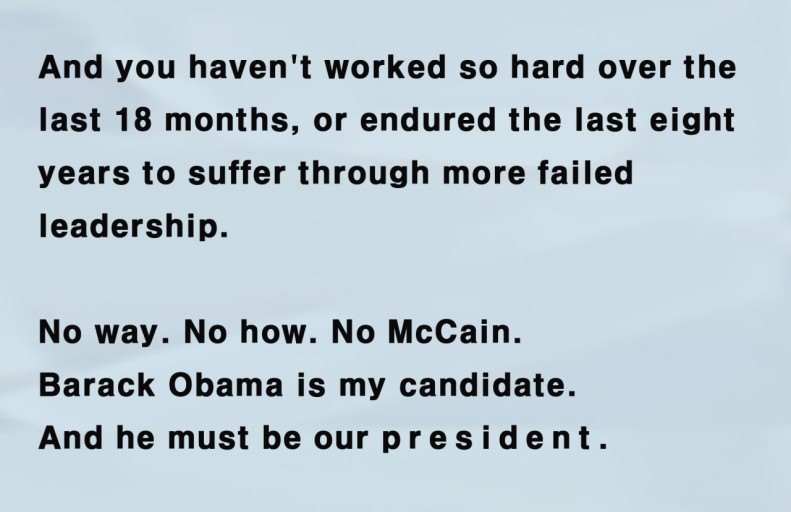 And you haven't worked so hard over the
last 18 months, or endured the last eight
years to suffer through more failed
leadership.
No way. No how. No McCain.
Barack Obama is my candidate.
And he must be our president.